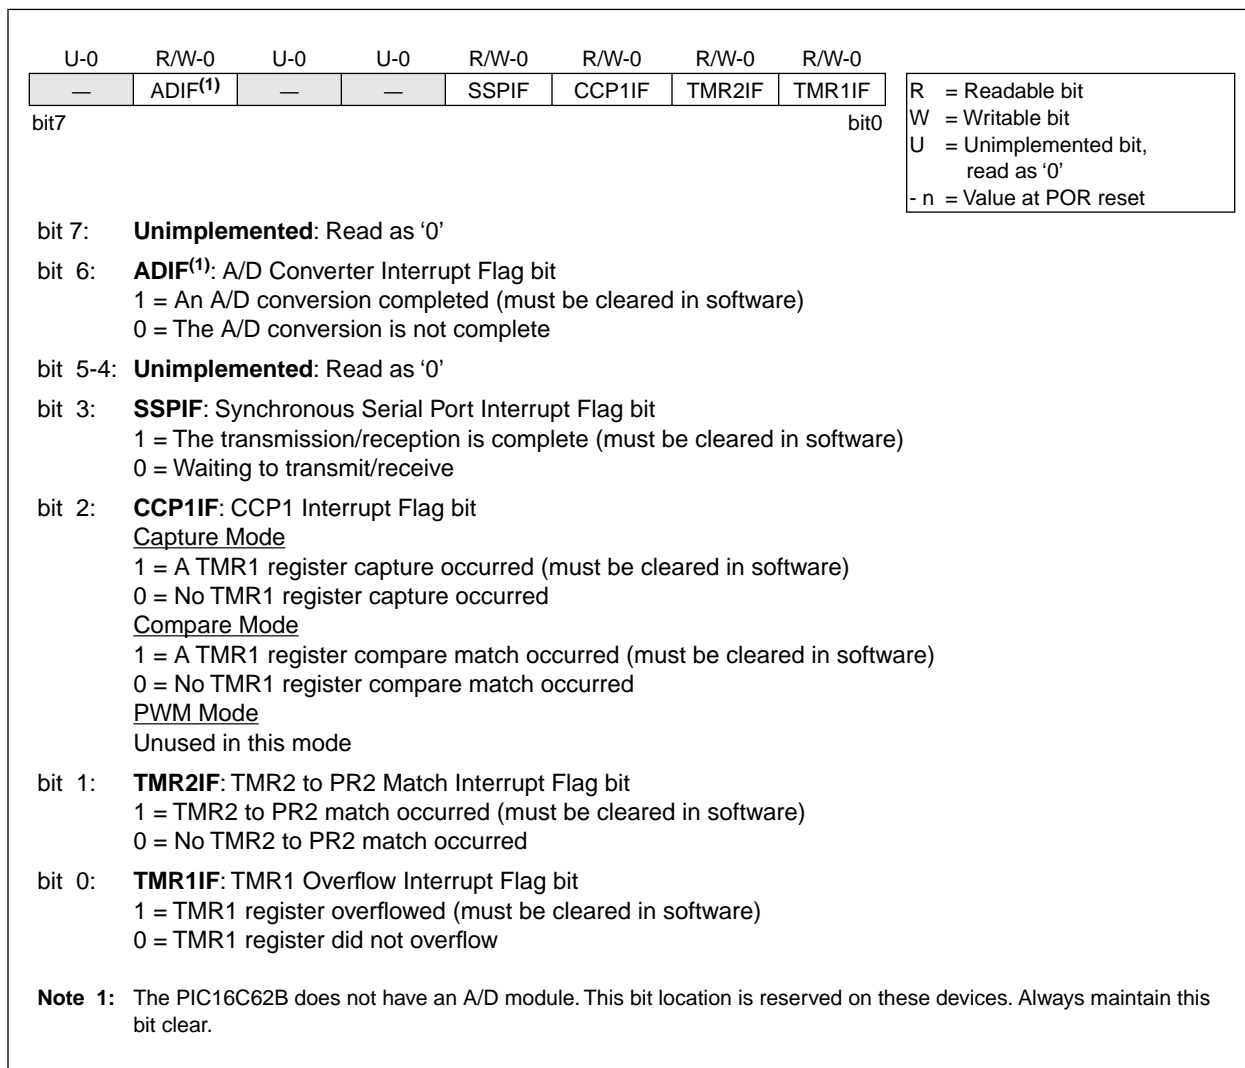 U-0 R/W-0 U-0 U-0 R/W-0 R/W-0 R/W-0 R/W-0
— ADIF(1) — — SSPIF CCP1IF TMR2IF TMR1IF
bit7 bit0
R = Readable bit
W = Writable bit
U = Unimplemented bit,
read as ‘0’
- n = Value at POR reset
bit 7: Unimplemented: Read as ‘0’
bit 6: ADIF(1): A/D Converter Interrupt Flag bit
1 = An A/D conversion completed (must be cleared in software)
0 = The A/D conversion is not complete
bit 5-4: Unimplemented: Read as ‘0’
bit 3: SSPIF: Synchronous Serial Port Interrupt Flag bit
1 = The transmission/reception is complete (must be cleared in software)
0 = Waiting to transmit/receive
bit 2: CCP1IF: CCP1 Interrupt Flag bit
Capture Mode
1 = A TMR1 register capture occurred (must be cleared in software)
0 = No TMR1 register capture occurred
Compare Mode
1 = A TMR1 register compare match occurred (must be cleared in software)
0 = No TMR1 register compare match occurred
PWM Mode
Unused in this mode
bit 1: TMR2IF: TMR2 to PR2 Match Interrupt Flag bit
1 = TMR2 to PR2 match occurred (must be cleared in software)
0 = No TMR2 to PR2 match occurred
bit 0: TMR1IF: TMR1 Overflow Interrupt Flag bit
1 = TMR1 register overflowed (must be cleared in software)
0 = TMR1 register did not overflow
Note 1: The PIC16C62B does not have an A/D module. This bit location is reserved on these devices. Always maintain this
bit clear.